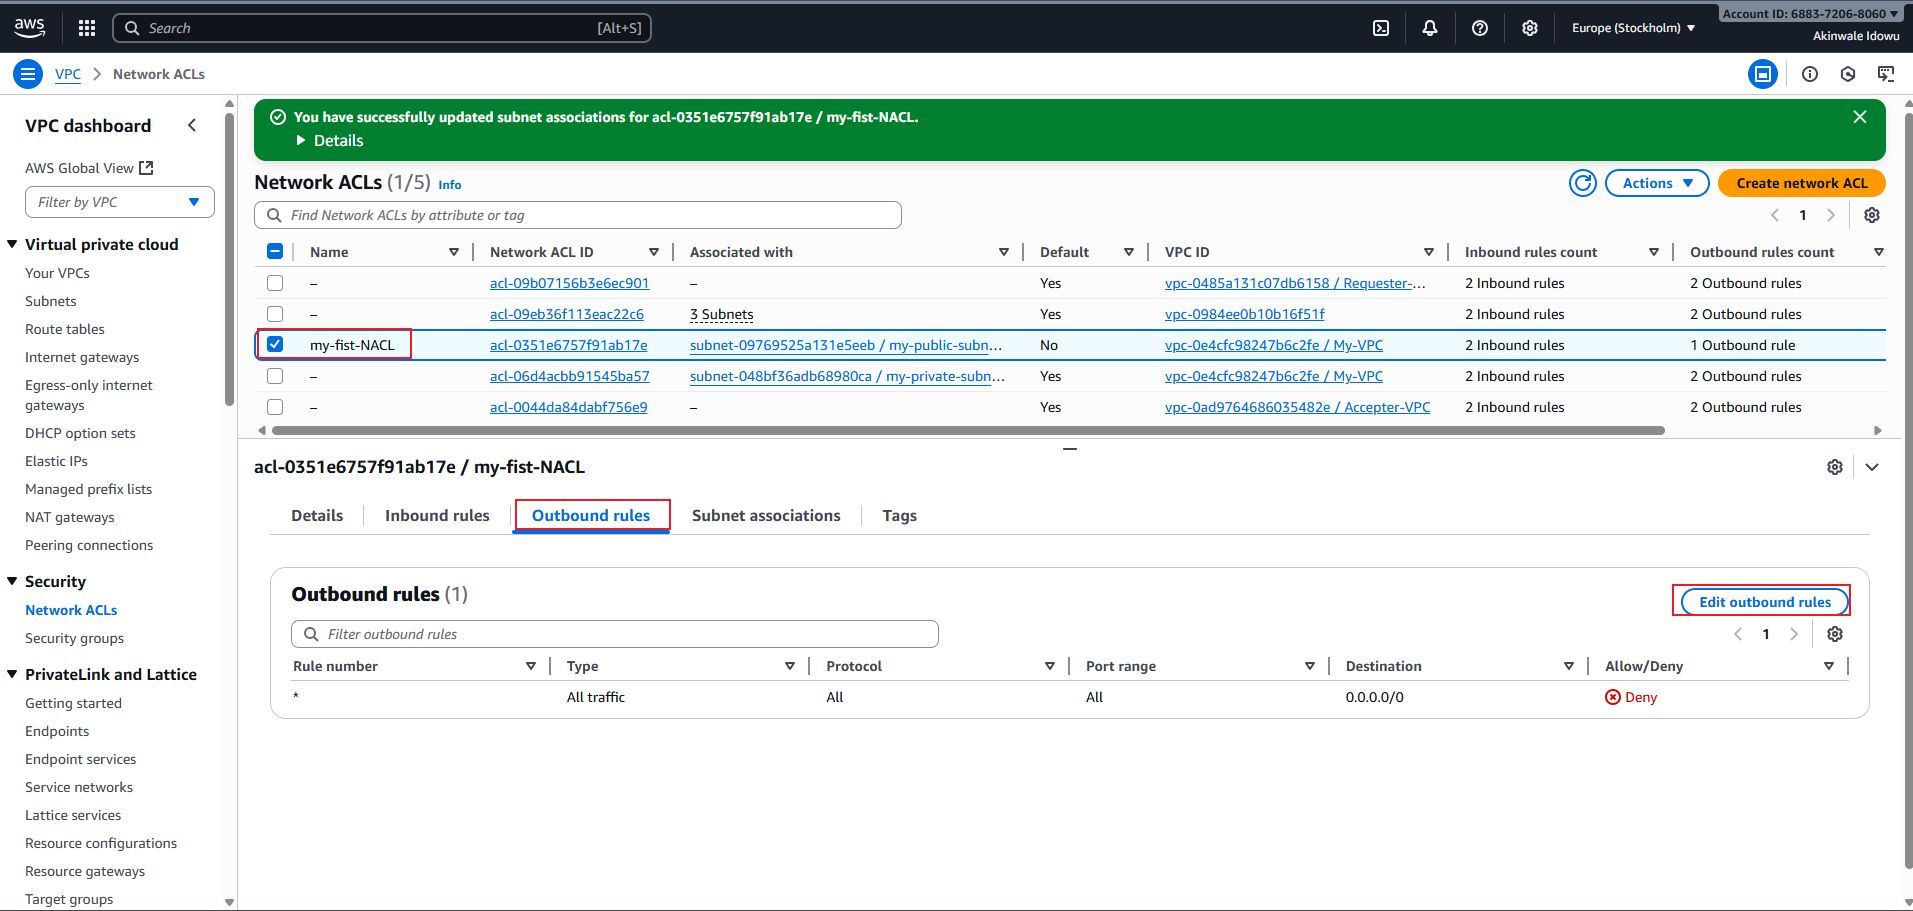 aws
Search [Alt+S]
Europe (Stockholm)
Account ID: 6883-7206-8060
Akinwale Idowu
VPC > Network ACLs
VPC dashboard
AWS Global View
Filter by VPC
Virtual private cloud
Your VPCs
Subnets
Route tables
Internet gateways
Egress-only internet
gateways
DHCP option sets
Elastic IPs
Managed prefix lists
NAT gateways
Peering connections
Security
Network ACLs
Security groups
PrivateLink and Lattice
Getting started
Endpoints
Endpoint services
Service networks
Lattice services
Resource configurations
Resource gateways
Target groups
You have successfully updated subnet associations for acl-0351e6757f91ab17e / my-fist-NACL.
Details
Network ACLs (1/5) Info
Actions
Create network ACL
Find Network ACLs by attribute or tag
1
Name Network ACL ID Associated with Default VPC ID Inbound rules count Outbound rules count
– acl-09b07156b3e6ec901 – Yes vpc-0485a131c07db6158 / Requester-... 2 Inbound rules 2 Outbound rules
– acl-09eb36f113eac22c6 3 Subnets Yes vpc-0984ee0b10b16f51f 2 Inbound rules 2 Outbound rules
my-fist-NACL acl-0351e6757f91ab17e subnet-09769525a131e5eeb / my-public-subn... No vpc-0e4cfc98247b6c2fe / My-VPC 2 Inbound rules 1 Outbound rule
– acl-06d4acbb91545ba57 subnet-048bf36adb68980ca / my-private-subn... Yes vpc-0e4cfc98247b6c2fe / My-VPC 2 Inbound rules 2 Outbound rules
– acl-0044da84dabf756e9 – Yes vpc-0ad9764686035482e / Accepter-VPC 2 Inbound rules 2 Outbound rules
acl-0351e6757f91ab17e / my-fist-NACL
Details Inbound rules Outbound rules Subnet associations Tags
Outbound rules (1)
Edit outbound rules
Filter outbound rules
1
Rule number Type Protocol Port range Destination Allow/Deny
* All traffic All All 0.0.0.0/0 Deny